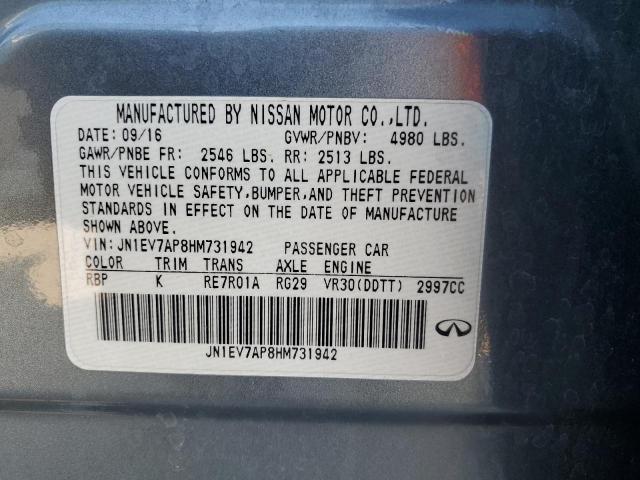 MANUFACTURED BY NISSAN MOTOR CO.,LTD.
DATE: 09/16 GVWR/PNBV: 4980 LBS.
GAWR/PNBE FR: 2546 LBS. RR: 2513 LBS.
THIS VEHICLE CONFORMS TO ALL APPLICABLE FEDERAL
MOTOR VEHICLE SAFETY,BUMPER,AND THEFT PREVENTION
STANDARDS IN EFFECT ON THE DATE OF MANUFACTURE
SHOWN ABOVE.
VIN:JN1EV7AP8HM731942 PASSENGER CAR
COLOR TRIM TRANS AXLE ENGINE
RBP K RE7R01A RG29 VR30(DDTT) 2997CC
JN1EV7AP8HM731942